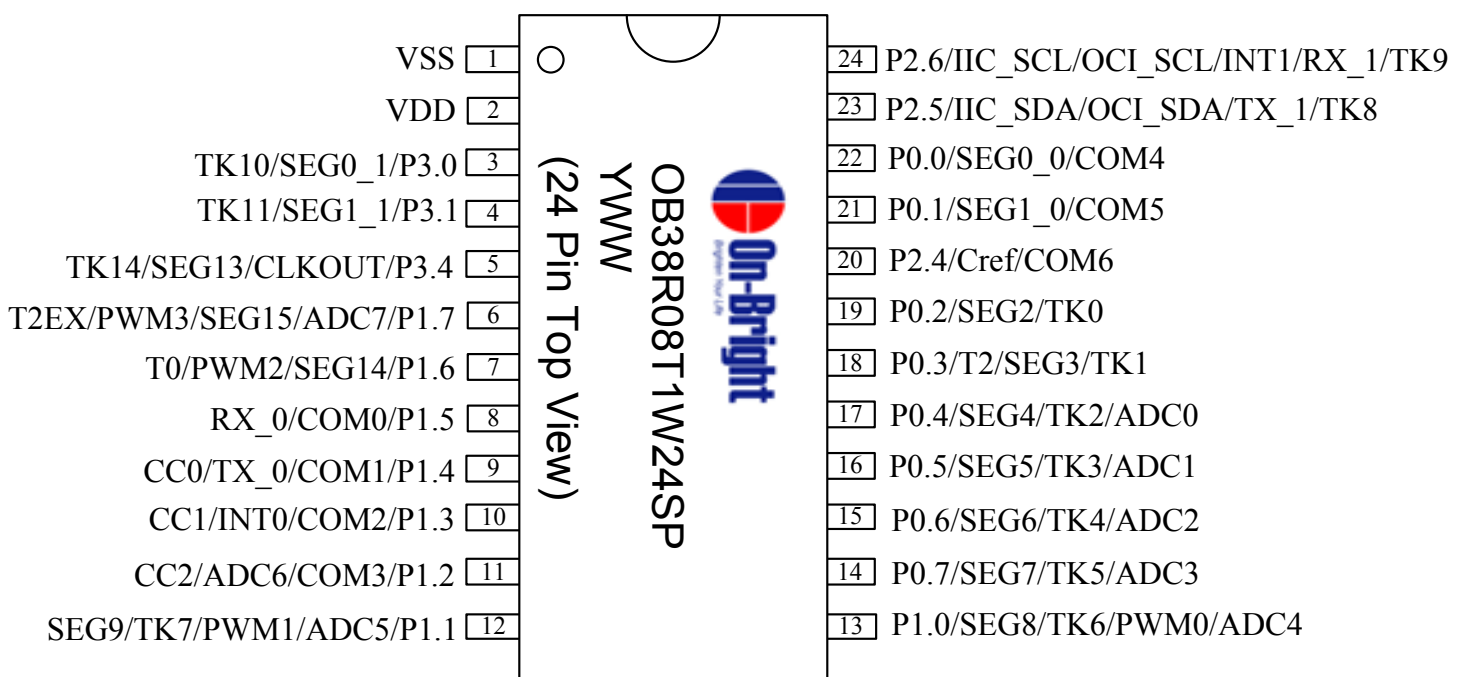 VSS 1
VDD 2
TK10/SEG0_1/P3.0 3
TK11/SEG1_1/P3.1 4
TK14/SEG13/CLKOUT/P3.4 5
T2EX/PWM3/SEG15/ADC7/P1.7 6
T0/PWM2/SEG14/P1.6 7
RX_0/COM0/P1.5 8
CC0/TX_0/COM1/P1.4 9
CC1/INT0/COM2/P1.3 10
CC2/ADC6/COM3/P1.2 11
SEG9/TK7/PWM1/ADC5/P1.1 12
On-Bright
Brighten Your Life
OB38R08T1W24SP
YWW
(24 Pin Top View)
24 P2.6/IIC_SCL/OCI_SCL/INT1/RX_1/TK9
23 P2.5/IIC_SDA/OCI_SDA/TX_1/TK8
22 P0.0/SEG0_0/COM4
21 P0.1/SEG1_0/COM5
20 P2.4/Cref/COM6
19 P0.2/SEG2/TK0
18 P0.3/T2/SEG3/TK1
17 P0.4/SEG4/TK2/ADC0
16 P0.5/SEG5/TK3/ADC1
15 P0.6/SEG6/TK4/ADC2
14 P0.7/SEG7/TK5/ADC3
13 P1.0/SEG8/TK6/PWM0/ADC4